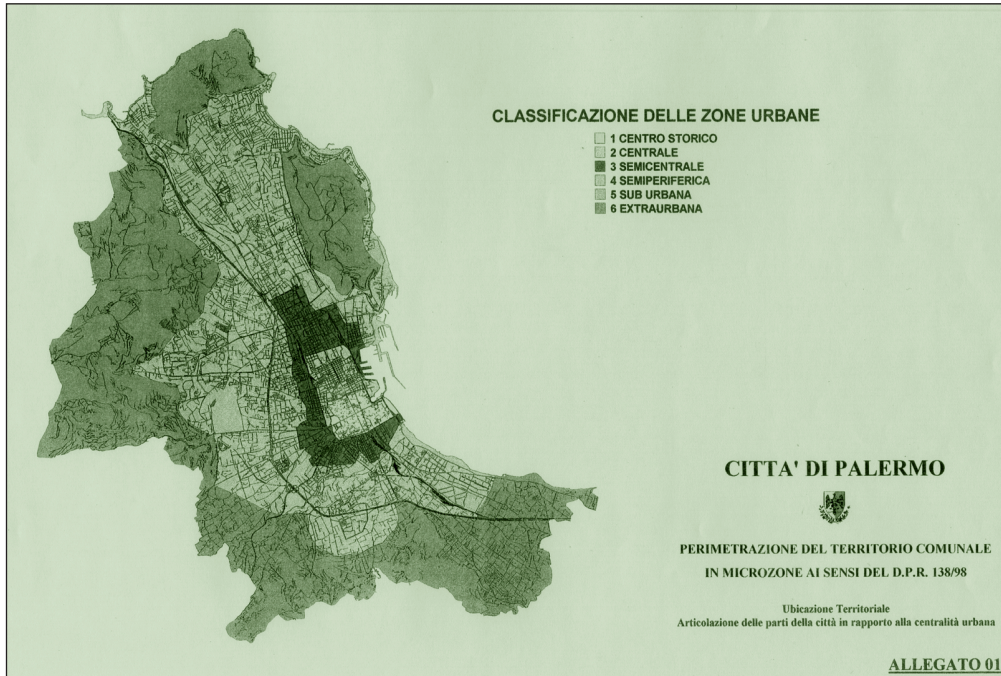 CLASSIFICAZIONE DELLE ZONE URBANE
1 CENTRO STORICO
2 CENTRALE
3 SEMICENTRALE
4 SEMIPERIFERICA
5 SUB URBANA
6 EXTRAURBANA
CITTA' DI PALERMO
PERIMETRAZIONE DEL TERRITORIO COMUNALE
IN MICROZONE AI SENSI DEL D.P.R. 138/98
Ubicazione Territoriale
Articolazione delle parti della città in rapporto alla centralità urbana
ALLEGATO 01